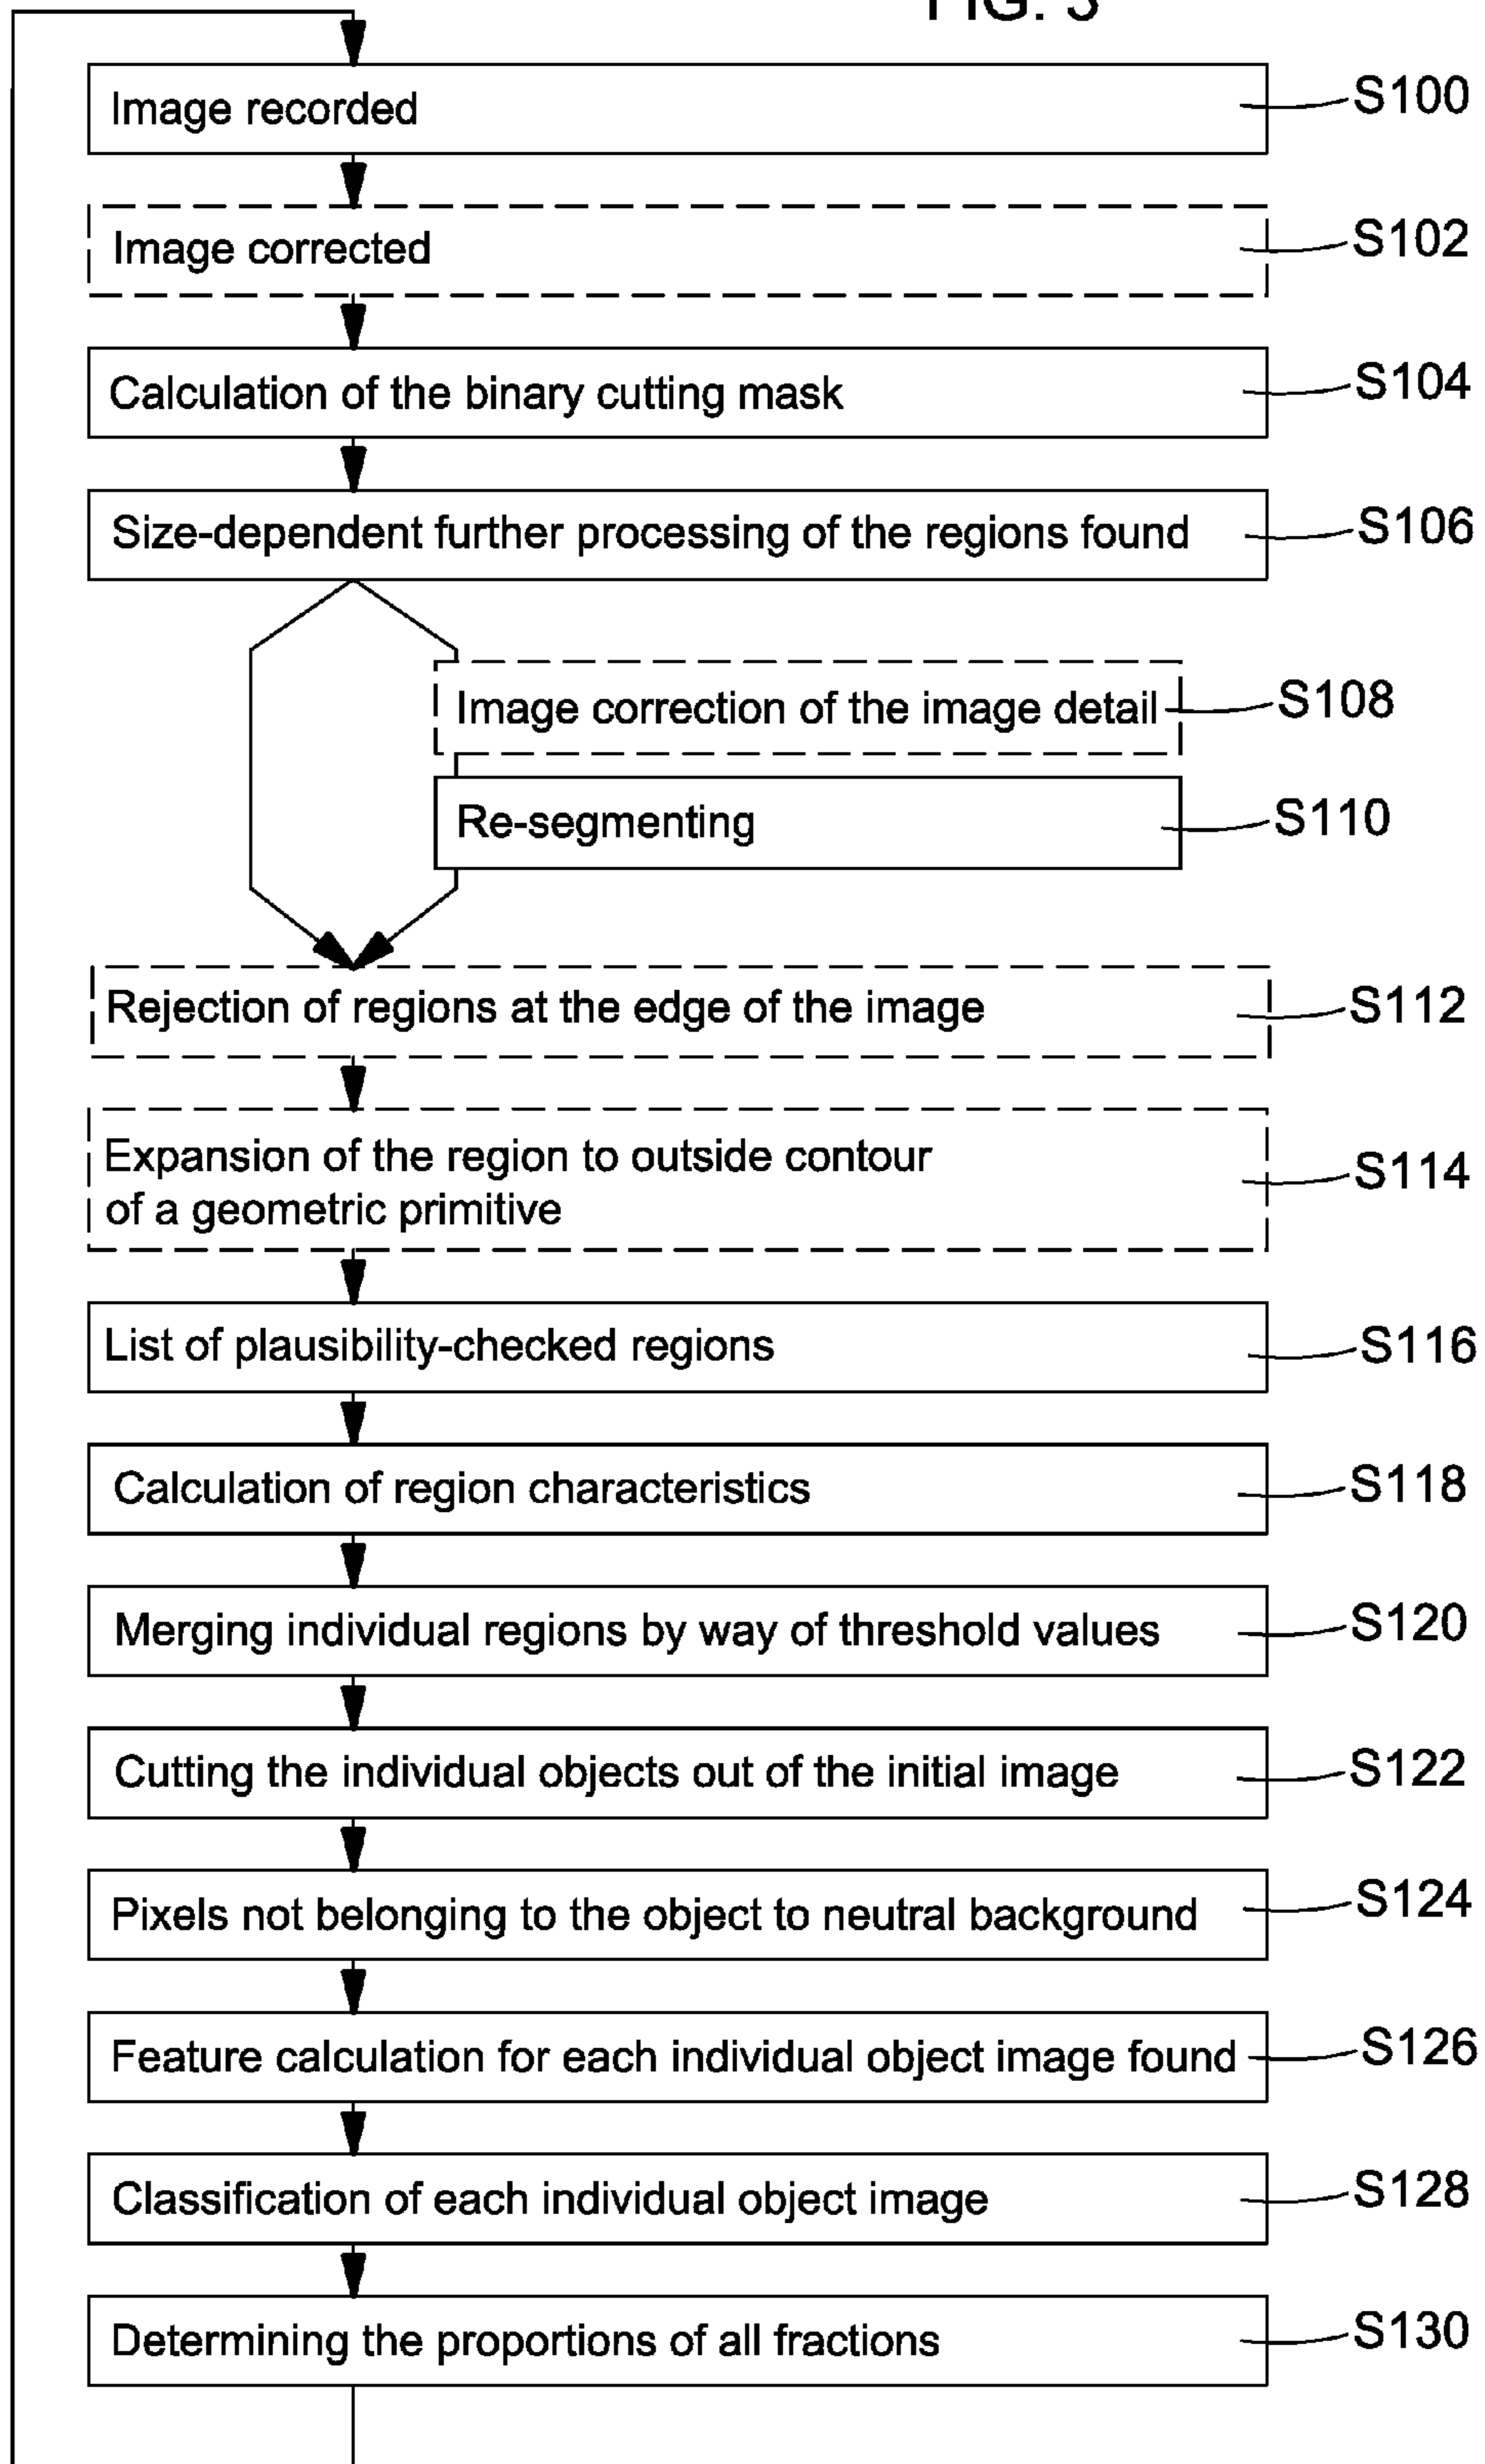 FIG. 3
Image recorded S100
Image corrected S102
Calculation of the binary cutting mask S104
Size-dependent further processing of the regions found S106
Image correction of the image detail S108
Re-segmenting S110
Rejection of regions at the edge of the image S112
Expansion of the region to outside contour
of a geometric primitive S114
List of plausibility-checked regions S116
Calculation of region characteristics S118
Merging individual regions by way of threshold values S120
Cutting the individual objects out of the initial image S122
Pixels not belonging to the object to neutral background S124
Feature calculation for each individual object image found S126
Classification of each individual object image S128
Determining the proportions of all fractions S130